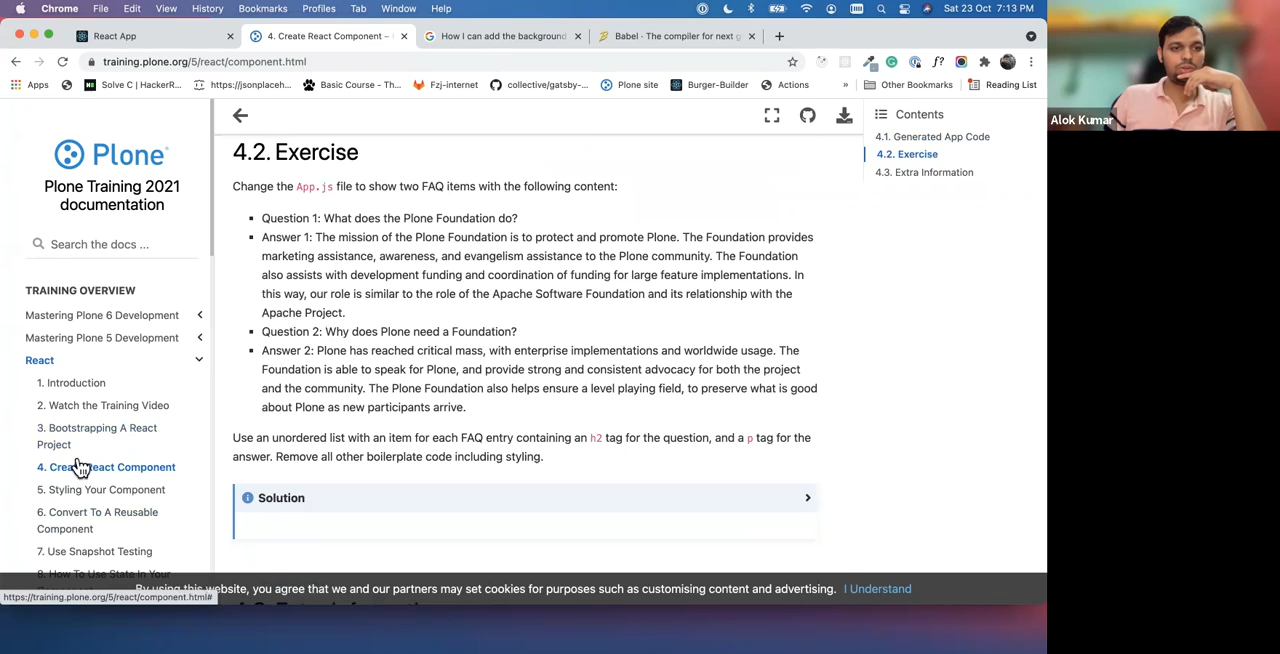 Chrome File Edit View History Bookmarks Profiles Tab Window Help Sat 23 Oct 7:13 PM
React App
4. Create React Component –
How I can add the background
Babel · The compiler for next g
training.plone.org/5/react/component.html
Apps
Solve C | HackerR...
https://jsonplaceh...
Basic Course - Th...
Fzj-internet
collective/gatsby-...
Plone site
Burger-Builder
Actions
»
Other Bookmarks
Reading List
Alok Kumar
Plone
Plone Training 2021
documentation
Search the docs ...
TRAINING OVERVIEW
Mastering Plone 6 Development
Mastering Plone 5 Development
React
1. Introduction
2. Watch the Training Video
3. Bootstrapping A React
Project
4. Create React Component
5. Styling Your Component
6. Convert To A Reusable
Component
7. Use Snapshot Testing
8. How To Use State In Your
https://training.plone.org/5/react/component.html#
4.2. Exercise
Change the App.js file to show two FAQ items with the following content:
Question 1: What does the Plone Foundation do?
Answer 1: The mission of the Plone Foundation is to protect and promote Plone. The Foundation provides
marketing assistance, awareness, and evangelism assistance to the Plone community. The Foundation
also assists with development funding and coordination of funding for large feature implementations. In
this way, our role is similar to the role of the Apache Software Foundation and its relationship with the
Apache Project.
Question 2: Why does Plone need a Foundation?
Answer 2: Plone has reached critical mass, with enterprise implementations and worldwide usage. The
Foundation is able to speak for Plone, and provide strong and consistent advocacy for both the project
and the community. The Plone Foundation also helps ensure a level playing field, to preserve what is good
about Plone as new participants arrive.
Use an unordered list with an item for each FAQ entry containing an h2 tag for the question, and a p tag for the
answer. Remove all other boilerplate code including styling.
Solution
By using this website, you agree that we and our partners may set cookies for purposes such as customising content and advertising. I Understand
Contents
4.1. Generated App Code
4.2. Exercise
4.3. Extra Information